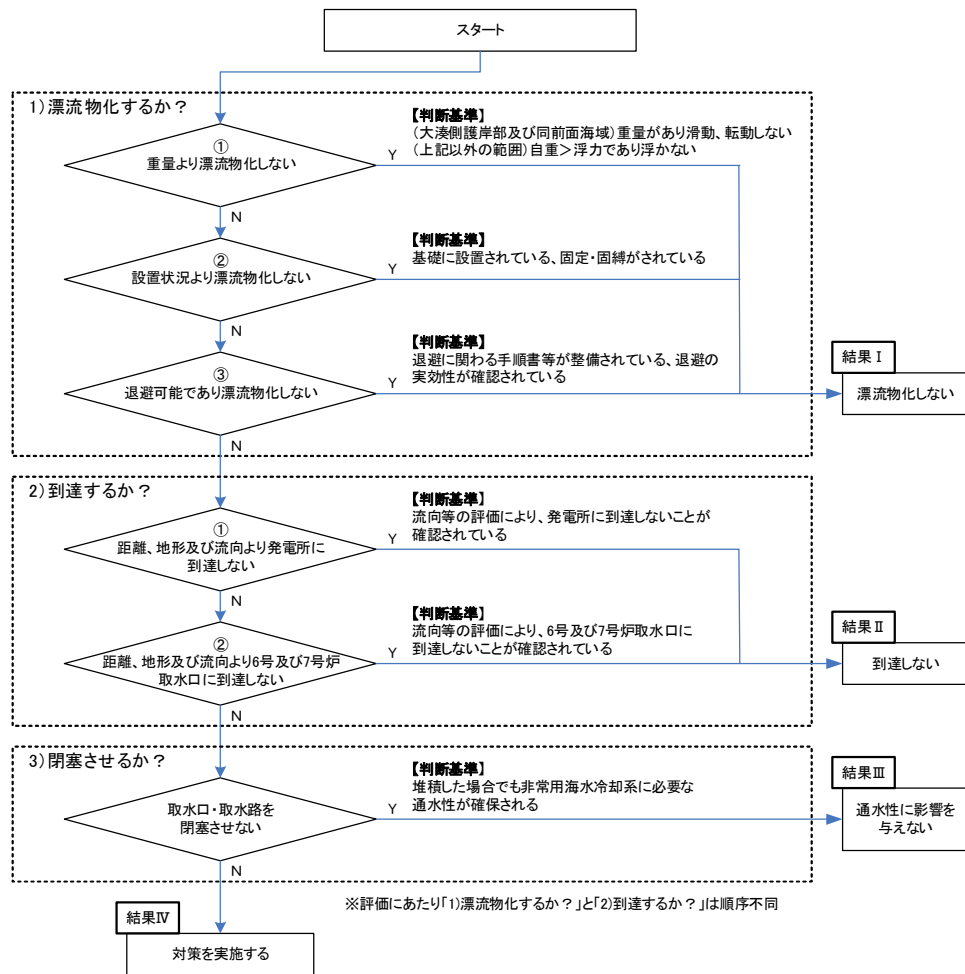 スタート
1)漂流物化するか?
①
重量より漂流物化しない
Y
【判断基準】
(大湊側護岸部及び同前面海域)重量があり滑動、転動しない
(上記以外の範囲)自重>浮力であり浮かない
N
②
設置状況より漂流物化しない
Y
【判断基準】
基礎に設置されている、固定・固縛がされている
N
③
退避可能であり漂流物化しない
Y
【判断基準】
退避に関わる手順書等が整備されている、退避の
実効性が確認されている
結果Ⅰ
漂流物化しない
N
2)到達するか?
①
距離、地形及び流向より発電所に
到達しない
Y
【判断基準】
流向等の評価により、発電所に到達しないことが
確認されている
N
②
距離、地形及び流向より6号及び7号炉
取水口に到達しない
Y
【判断基準】
流向等の評価により、6号及び7号炉取水口に
到達しないことが確認されている
結果Ⅱ
到達しない
N
3)閉塞させるか?
取水口・取水路を
閉塞させない
Y
【判断基準】
堆積した場合でも非常用海水冷却系に必要な
通水性が確保される
結果Ⅲ
通水性に影響を
与えない
N
※評価にあたり「1)漂流物化するか?」と「2)到達するか?」は順序不同
結果Ⅳ
対策を実施する